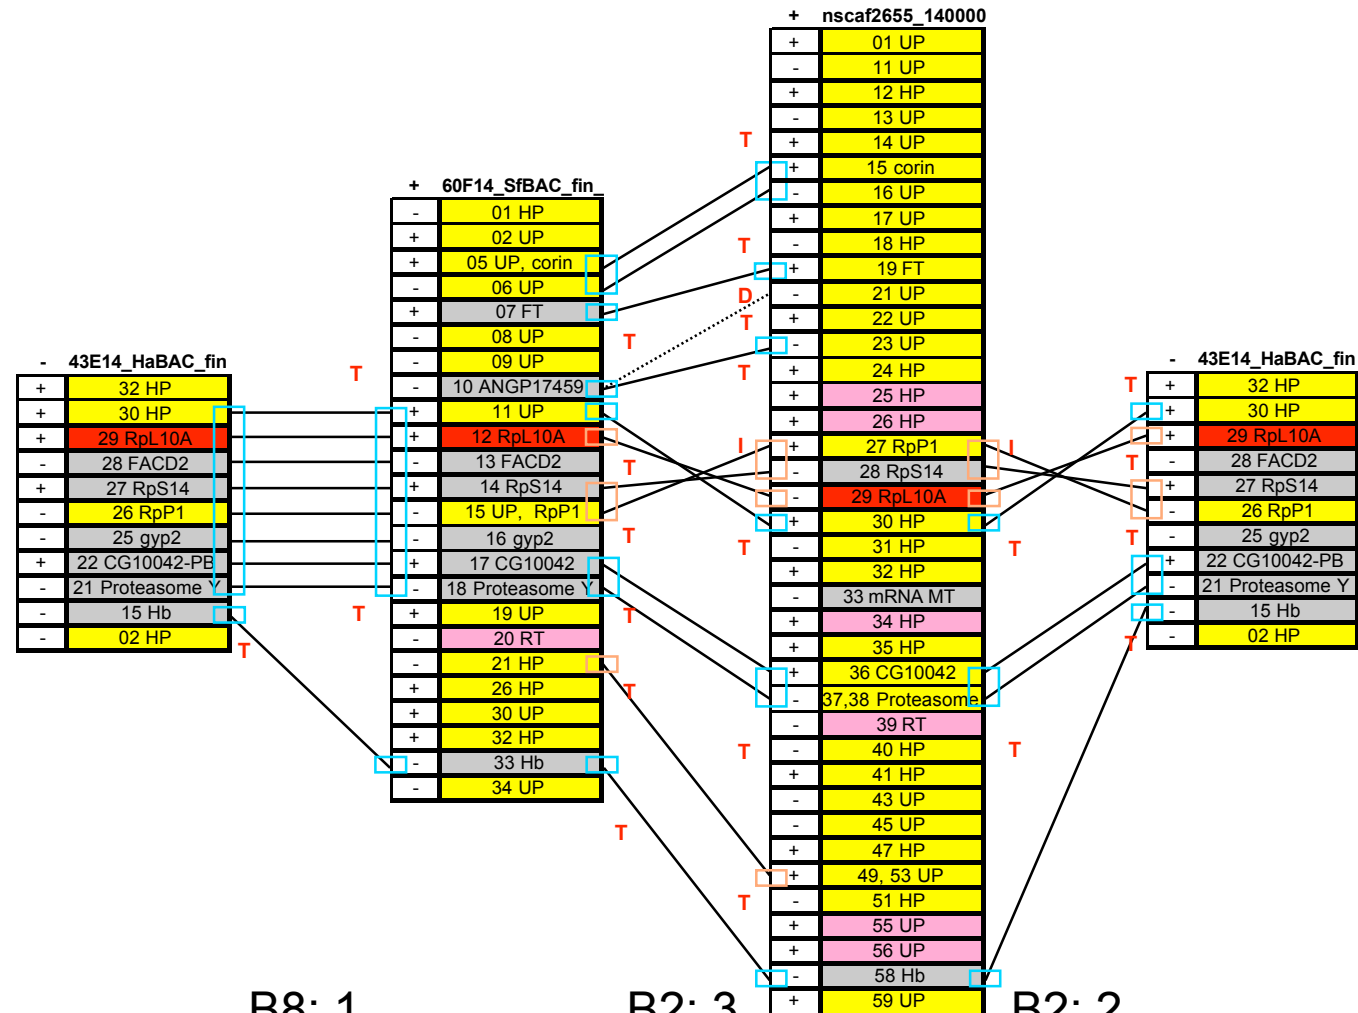 - 43E14_HaBAC_fin
+ 32 HP
+ 30 HP
+ 29 RpL10A
- 28 FACD2
+ 27 RpS14
- 26 RpP1
- 25 gyp2
+ 22 CG10042-PB
- 21 Proteasome Y
- 15 Hb
- 02 HP
T
T
T
+ 60F14_SfBAC_fin_
- 01 HP
+ 02 UP
+ 05 UP, corin
- 06 UP
+ 07 FT
- 08 UP
- 09 UP
- 10 ANGP17459
+ 11 UP
+ 12 RpL10A
- 13 FACD2
+ 14 RpS14
- 15 UP, RpP1
- 16 gyp2
+ 17 CG10042
- 18 Proteasome Y
+ 19 UP
- 20 RT
- 21 HP
+ 26 HP
+ 30 UP
+ 32 HP
- 33 Hb
- 34 UP
T
T
T
T
T
T
T
T
D
T
T
I
T
T
T
+ nscaf2655_140000
+ 01 UP
- 11 UP
+ 12 HP
- 13 UP
+ 14 UP
+ 15 corin
- 16 UP
+ 17 UP
- 18 HP
+ 19 FT
- 21 UP
+ 22 UP
- 23 UP
+ 24 HP
+ 25 HP
+ 26 HP
+ 27 RpP1
- 28 RpS14
- 29 RpL10A
+ 30 HP
- 31 HP
+ 32 HP
- 33 mRNA MT
+ 34 HP
+ 35 HP
+ 36 CG10042
- 37,38 Proteasome
- 39 RT
- 40 HP
+ 41 HP
- 43 UP
- 45 UP
+ 47 HP
+ 49, 53 UP
- 51 HP
+ 55 UP
+ 56 UP
- 58 Hb
+ 59 UP
I
T
T
T
T
T
T
- 43E14_HaBAC_fin
+ 32 HP
+ 30 HP
+ 29 RpL10A
- 28 FACD2
+ 27 RpS14
- 26 RpP1
- 25 gyp2
+ 22 CG10042-PB
- 21 Proteasome Y
- 15 Hb
- 02 HP
B8: 1
B2: 3
B2: 2